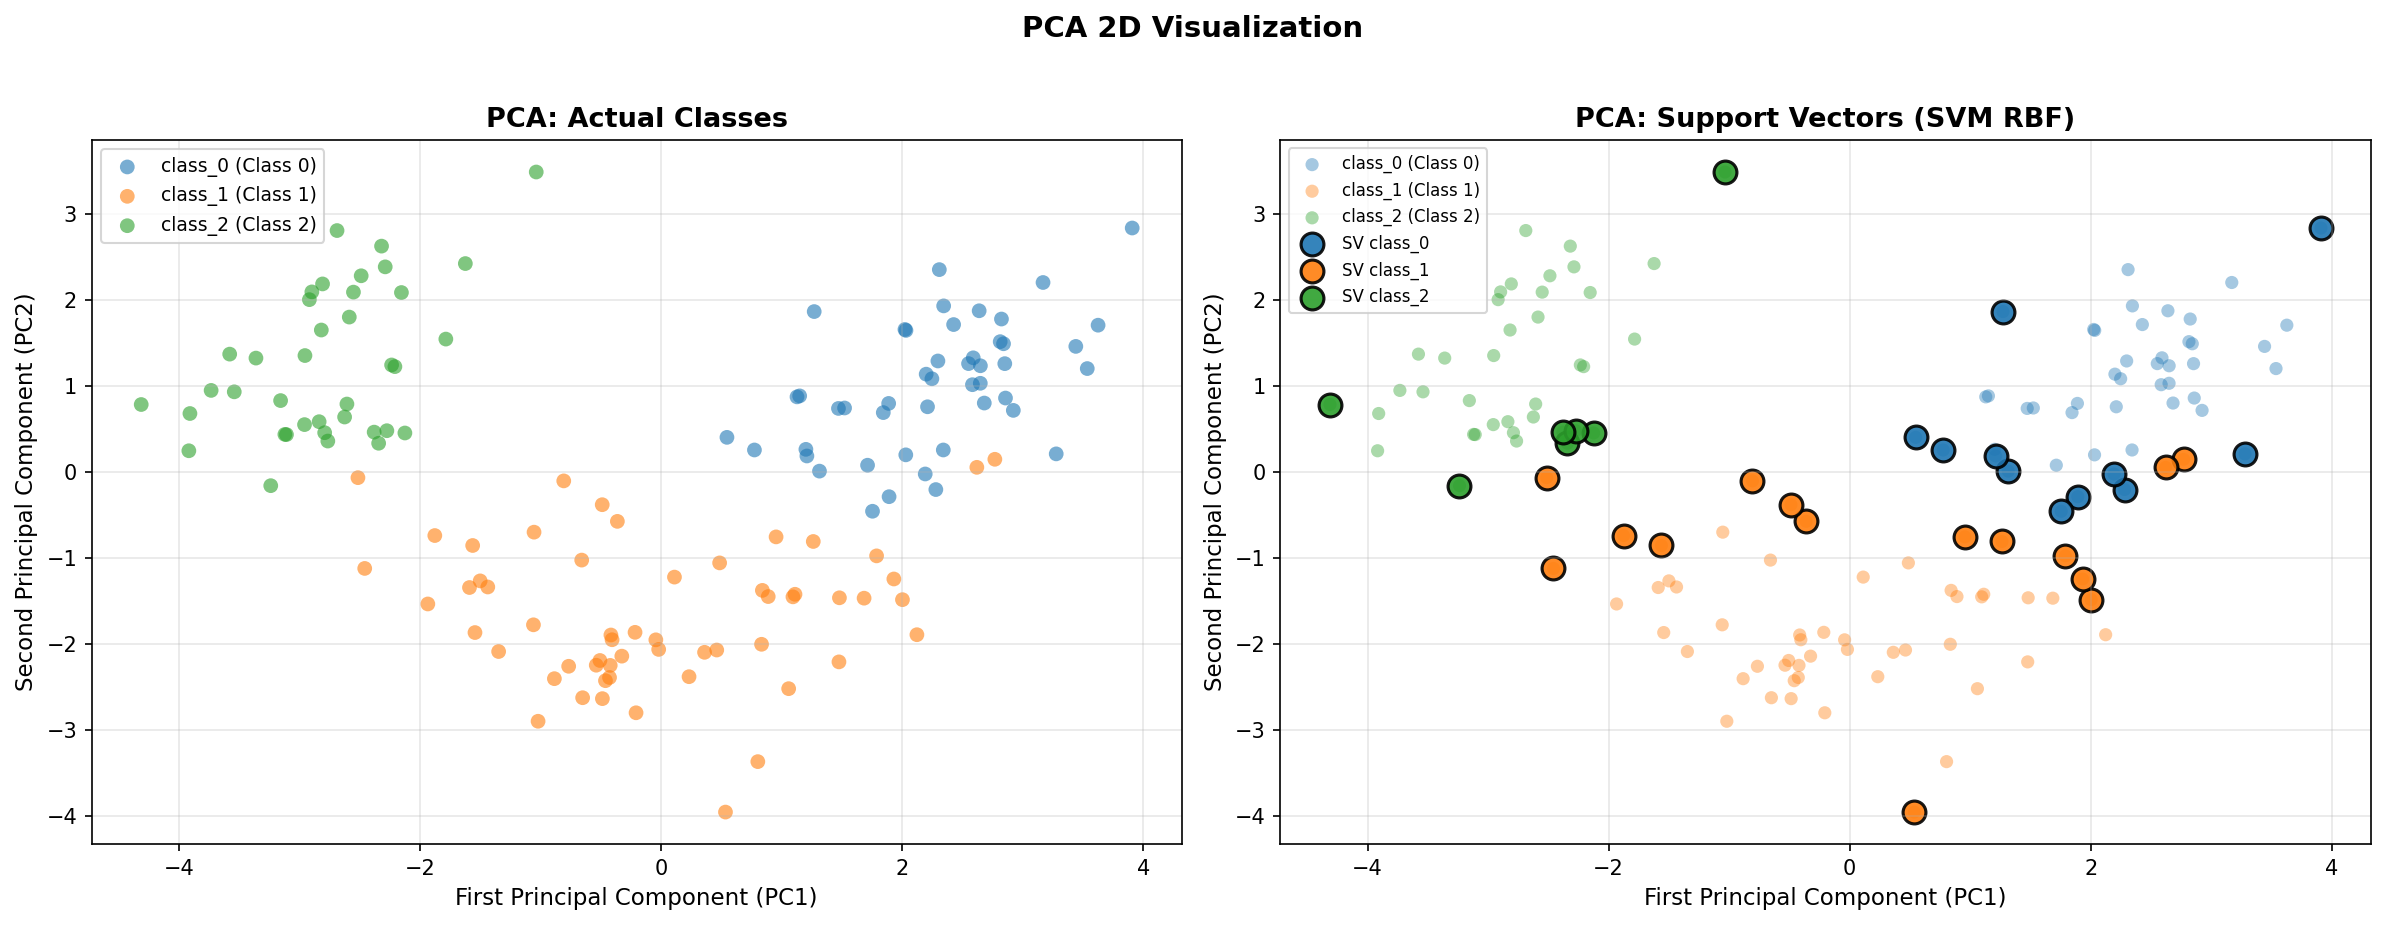 PCA 2D Visualization
PCA: Actual Classes
class_0 (Class 0)
class_1 (Class 1)
class_2 (Class 2)
3
2
1
0
−1
−2
−3
−4
Second Principal Component (PC2)
−4
−2
0
2
4
First Principal Component (PC1)
PCA: Support Vectors (SVM RBF)
class_0 (Class 0)
class_1 (Class 1)
class_2 (Class 2)
SV class_0
SV class_1
SV class_2
3
2
1
0
−1
−2
−3
−4
Second Principal Component (PC2)
−4
−2
0
2
4
First Principal Component (PC1)